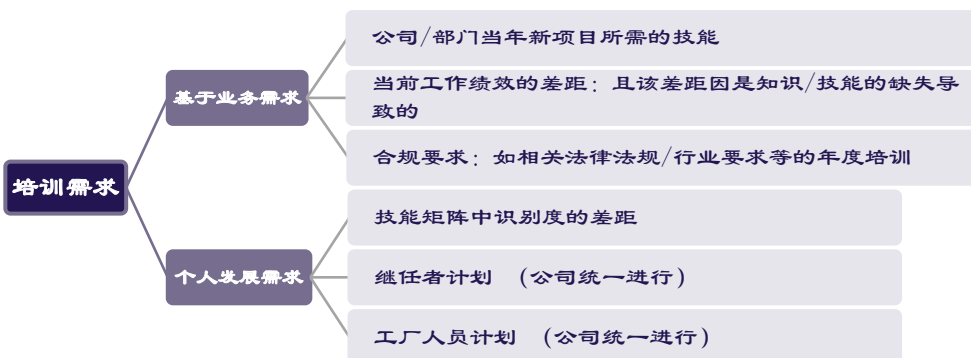 培训需求
基于业务需求
公司/部门当年新项目所需的技能
当前工作绩效的差距：且该差距因是知识/技能的缺失导
致的
合规要求：如相关法律法规/行业要求等的年度培训
个人发展需求
技能矩阵中识别度的差距
继任者计划 （公司统一进行）
工厂人员计划 （公司统一进行）